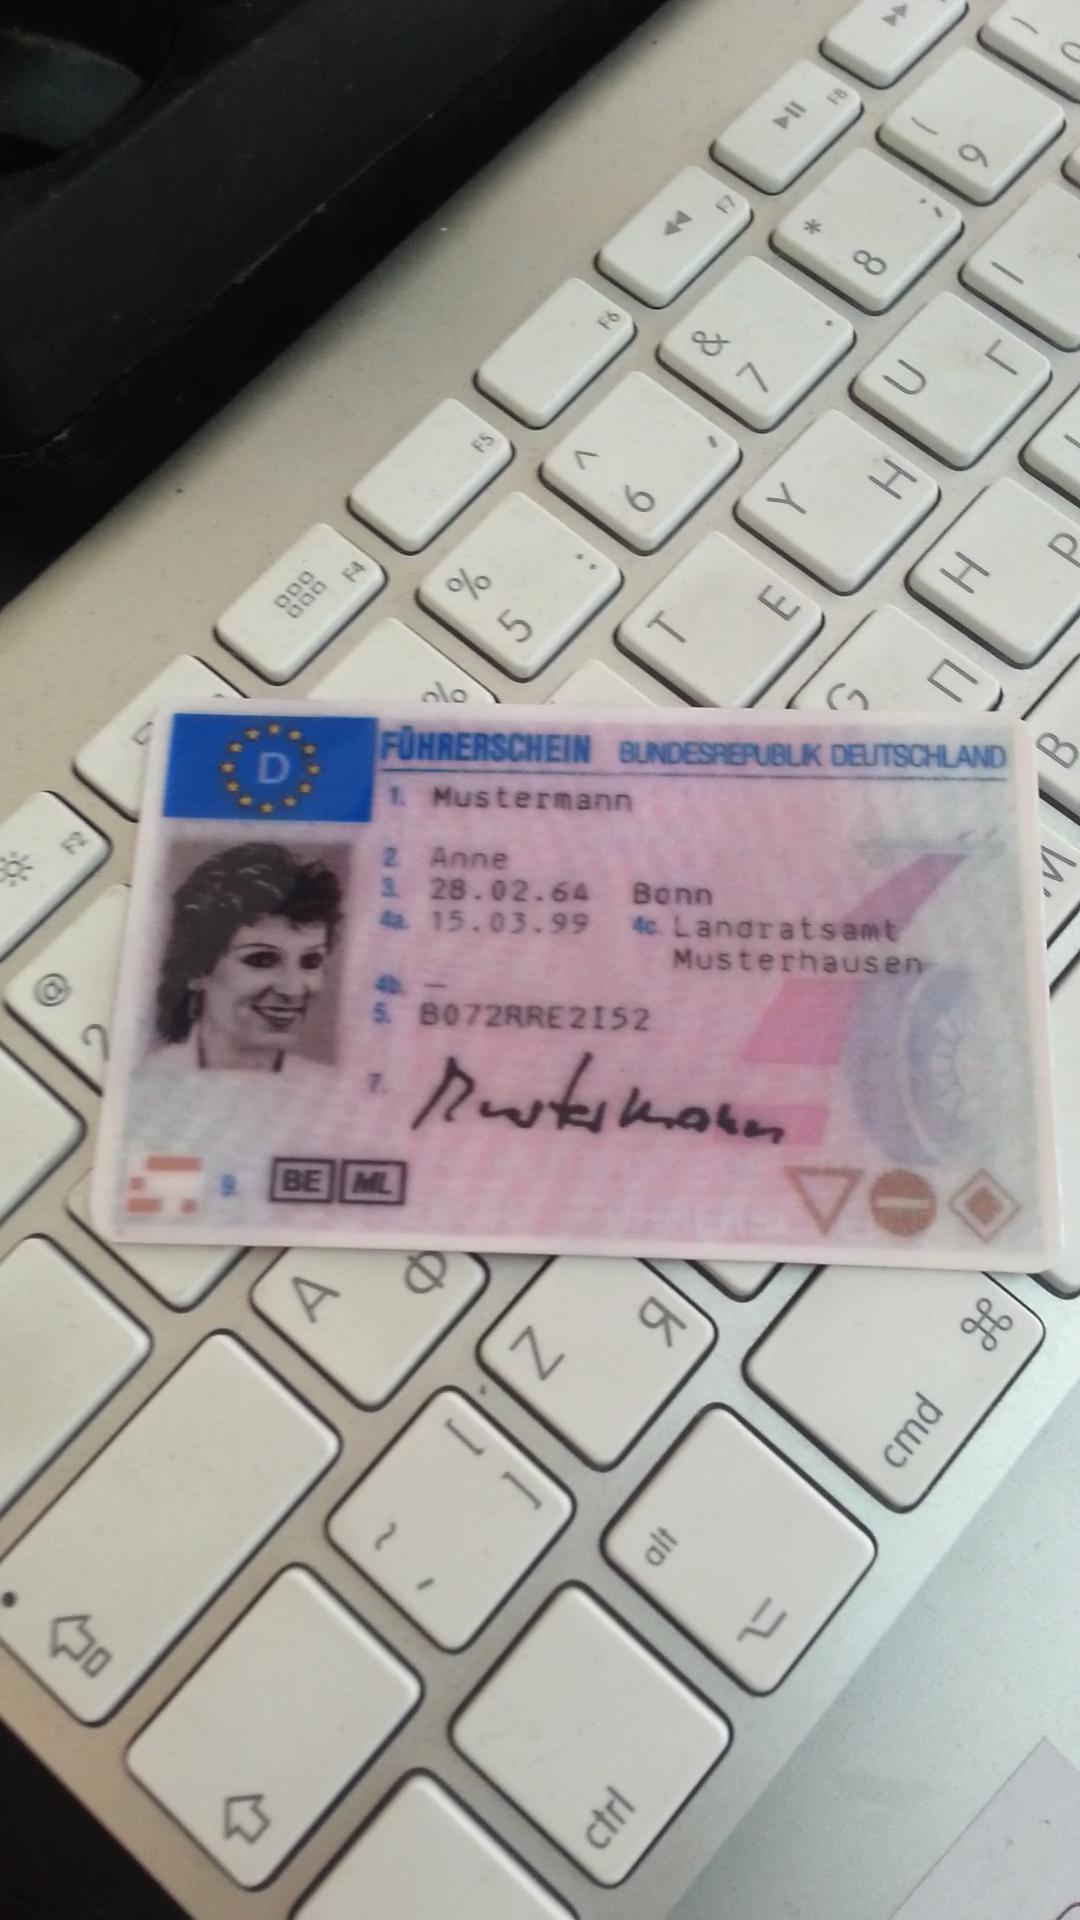 F8
(
9
F7
*
8
;
I
F6
&
7
.
U
Г
F5
^
6
,
Y
Н
F4
%
5
:
T
Е
H
Р
%
G
П
F2
@
2
В
И
D
FÜHRERSCHEIN BUNDESREPUBLIK DEUTSCHLAND
1. Mustermann
2. Anne
3. 28.02.64 Bonn
4a. 15.03.99 4c. Landratsamt
Musterhausen
4b. —
5. B072RRE2I52
7. Mustermann
9. BE ML
A
Ф
Z
Я
⌘
cmd
[
]
~
alt
⌥
ctrl